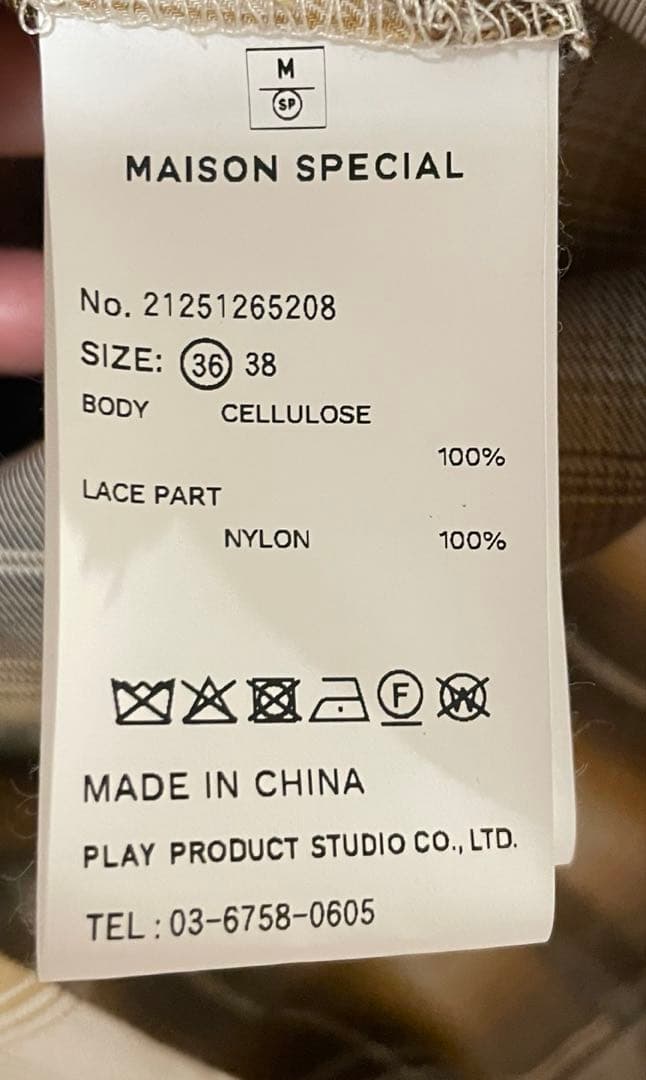 M
SP
MAISON SPECIAL
No. 21251265208
SIZE: 36 38
BODY CELLULOSE
100%
LACE PART
NYLON 100%
F W
MADE IN CHINA
PLAY PRODUCT STUDIO CO., LTD.
TEL : 03-6758-0605